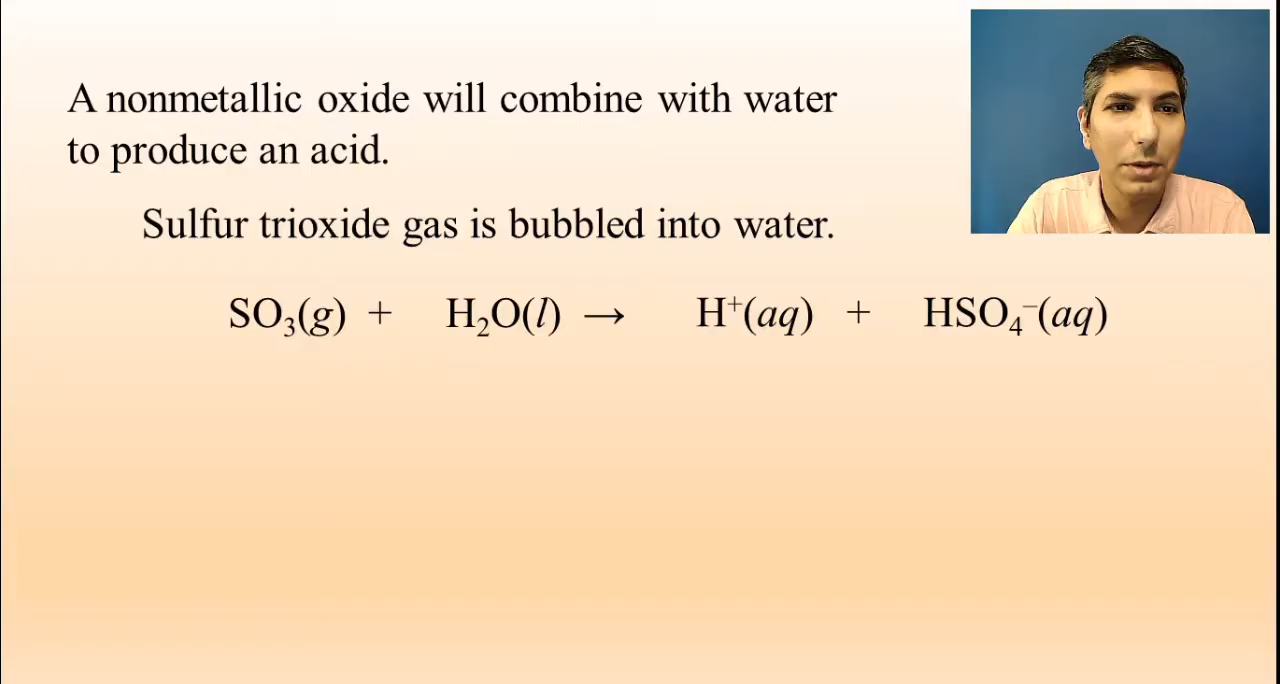 A nonmetallic oxide will combine with water
to produce an acid.
Sulfur trioxide gas is bubbled into water.
SO₃(g) + H₂O(l) → H⁺(aq) + HSO₄⁻(aq)